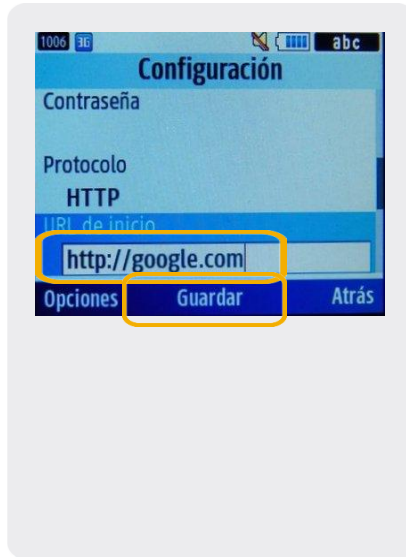 1006 3G abc
Configuración
Contraseña
Protocolo
HTTP
URL de inicio
http://google.com
Opciones Guardar Atrás